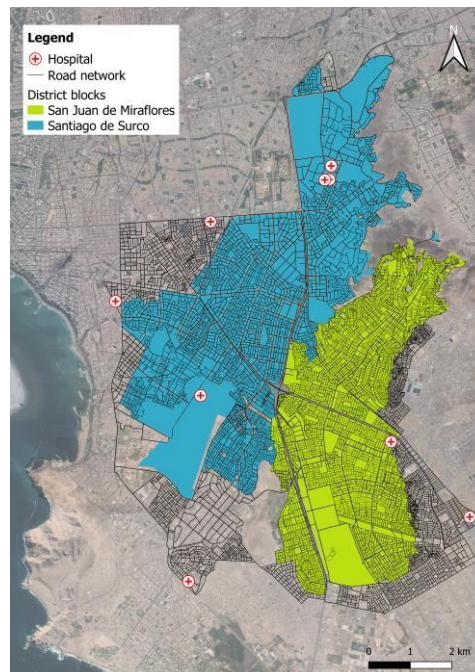 Legend
Hospital
Road network
District blocks
San Juan de Miraflores
Santiago de Surco
N
0 1 2 km